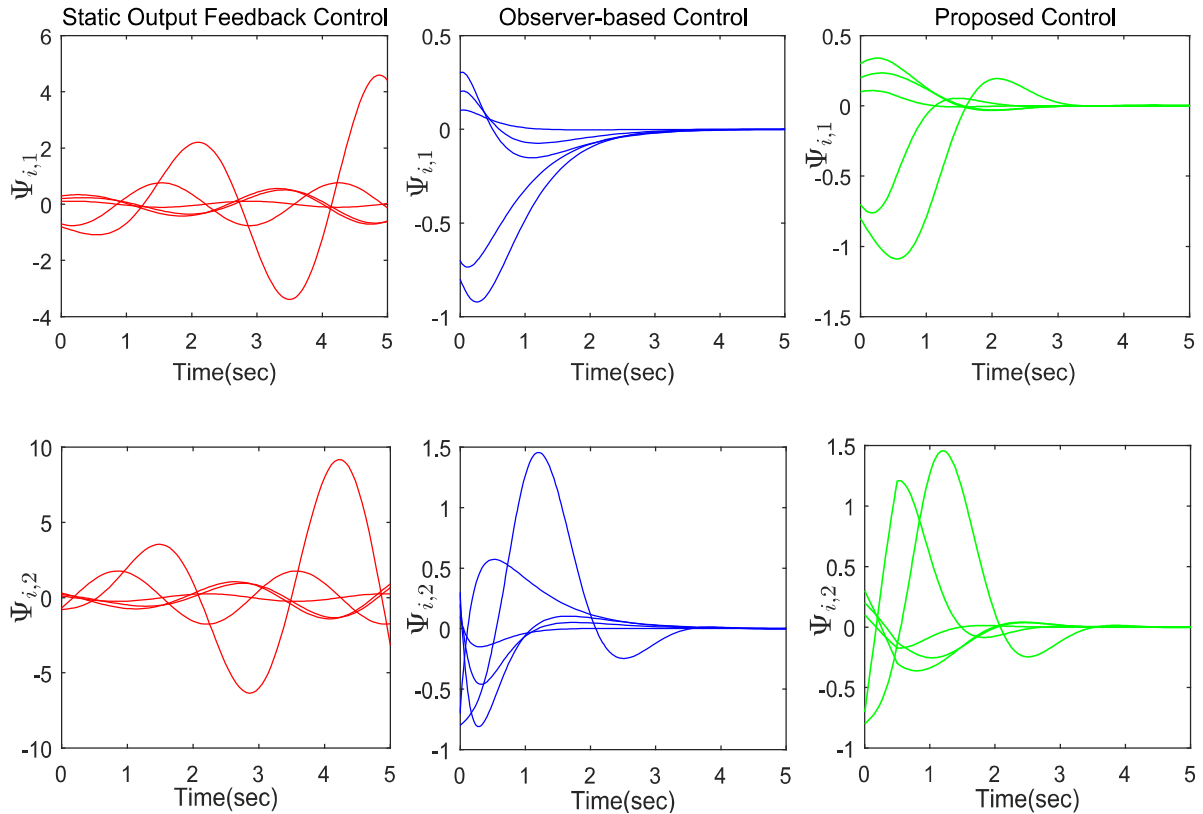 Static Output Feedback Control
Observer-based Control
Proposed Control
6
4
2
0
-2
-4
Ψi,1
0 1 2 3 4 5
Time(sec)
0.5
0
-0.5
-1
Ψi,1
0 1 2 3 4 5
Time(sec)
0.5
0
-0.5
-1
-1.5
Ψi,1
0 1 2 3 4 5
Time(sec)
10
5
0
-5
-10
Ψi,2
0 1 2 3 4 5
Time(sec)
1.5
1
0.5
0
-0.5
-1
Ψi,2
0 1 2 3 4 5
Time(sec)
1.5
1
0.5
0
-0.5
-1
Ψi,2
0 1 2 3 4 5
Time(sec)